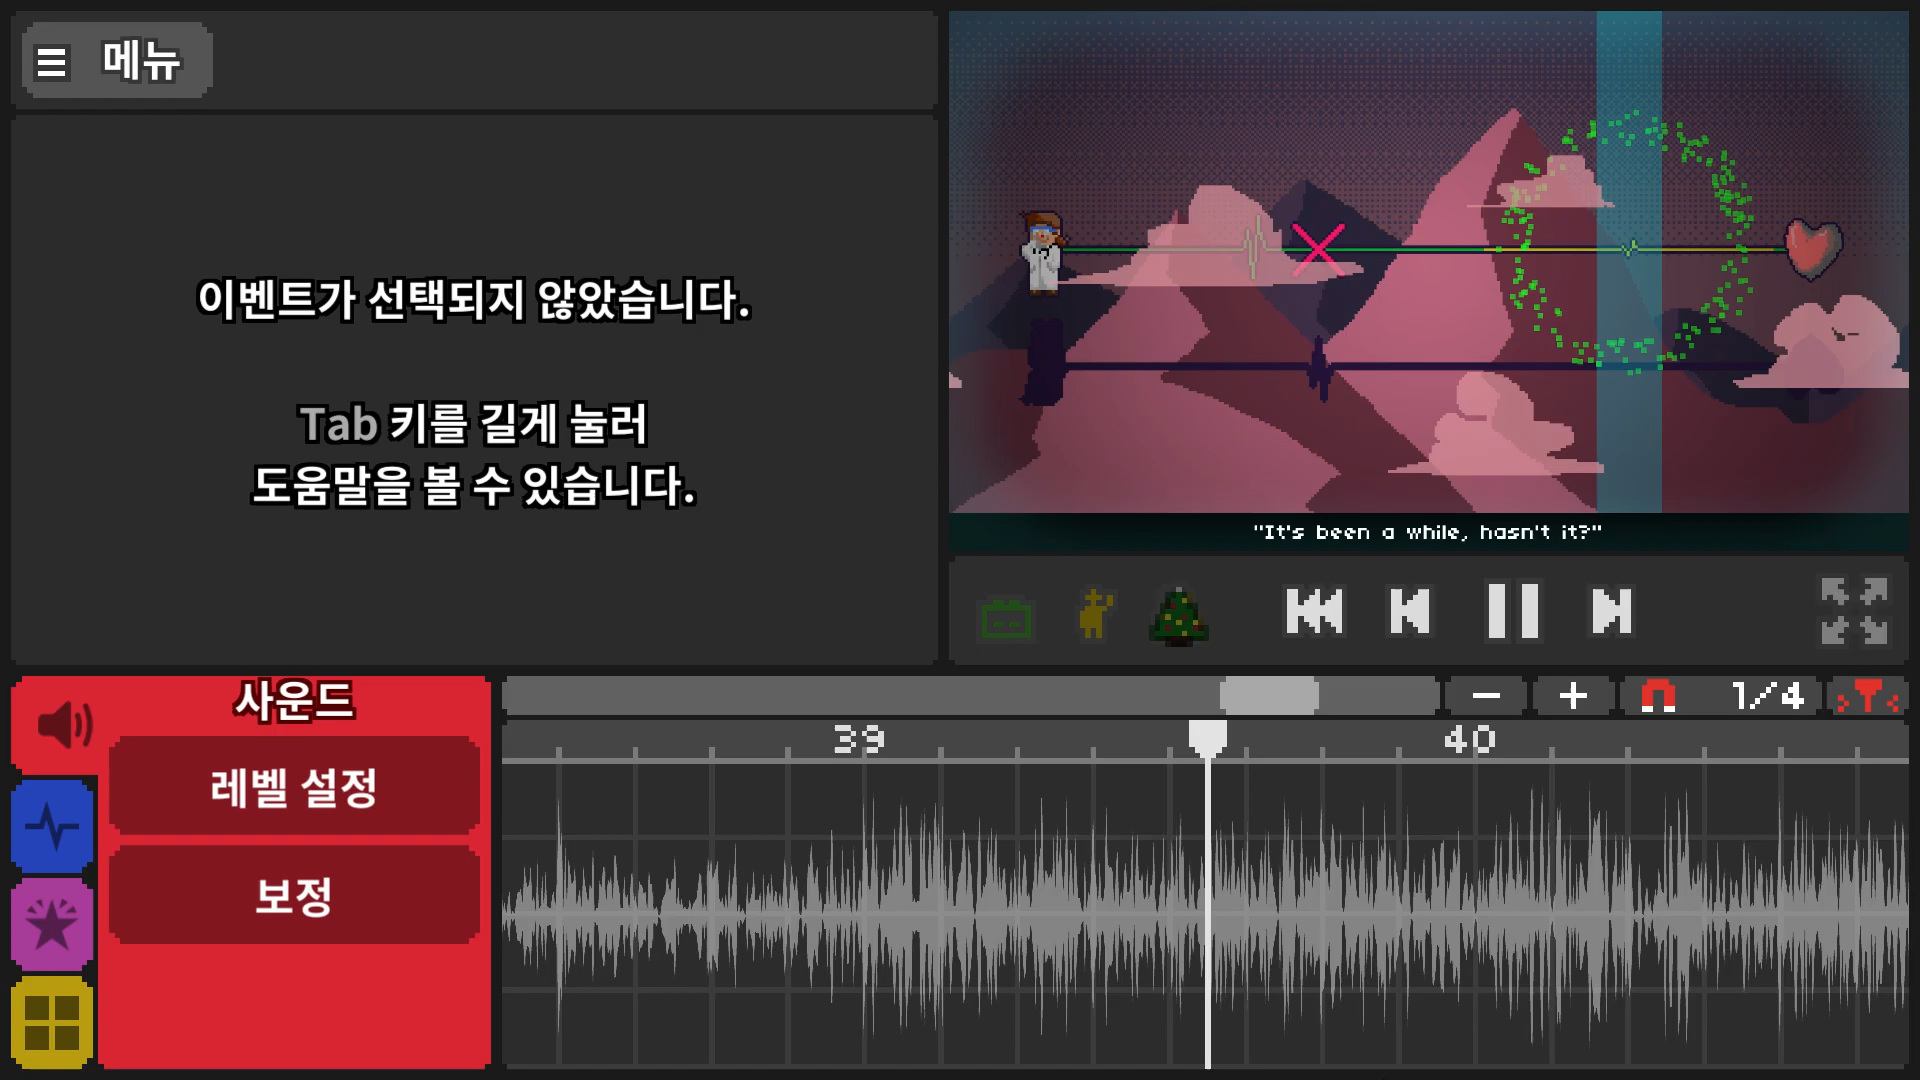 메뉴
이벤트가 선택되지 않았습니다.
Tab 키를 길게 눌러
도움말을 볼 수 있습니다.
"It's been a while, hasn't it?"
사운드
레벨 설정
보정
1/4
39
40